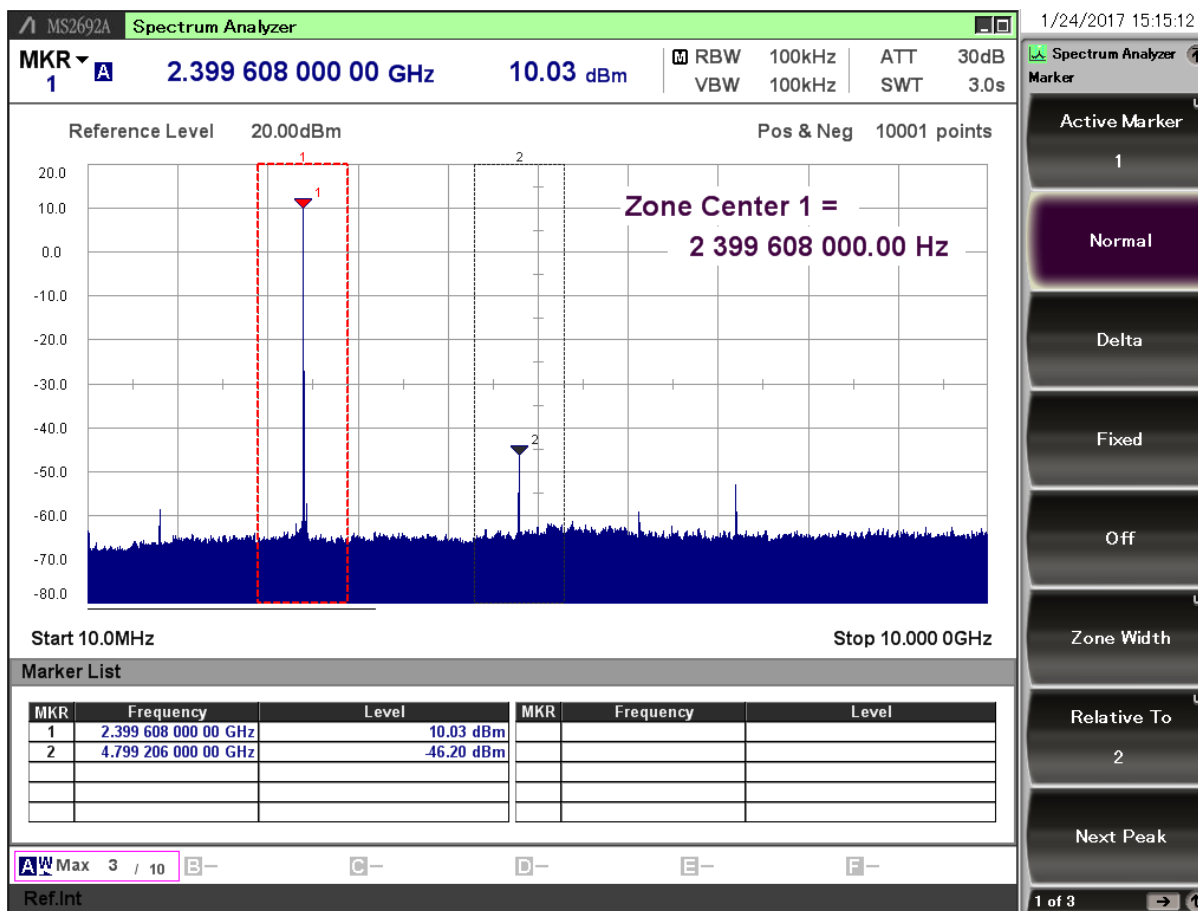 MS2692A Spectrum Analyzer
1/24/2017 15:15:12
MKR 1 A 2.399 608 000 00 GHz 10.03 dBm
M RBW 100kHz ATT 30dB
VBW 100kHz SWT 3.0s
Reference Level 20.00dBm Pos & Neg 10001 points
1 2
20.0
10.0
0.0
-10.0
-20.0
-30.0
-40.0
-50.0
-60.0
-70.0
-80.0
1
2
Zone Center 1 =
2 399 608 000.00 Hz
Start 10.0MHz Stop 10.000 0GHz
Marker List
MKR Frequency Level MKR Frequency Level
1 2.399 608 000 00 GHz 10.03 dBm
2 4.799 206 000 00 GHz -46.20 dBm
A W Max 3 / 10 B- C- D- E- F-
Ref.Int
Spectrum Analyzer
Marker
Active Marker
1
Normal
Delta
Fixed
Off
Zone Width
Relative To
2
Next Peak
1 of 3